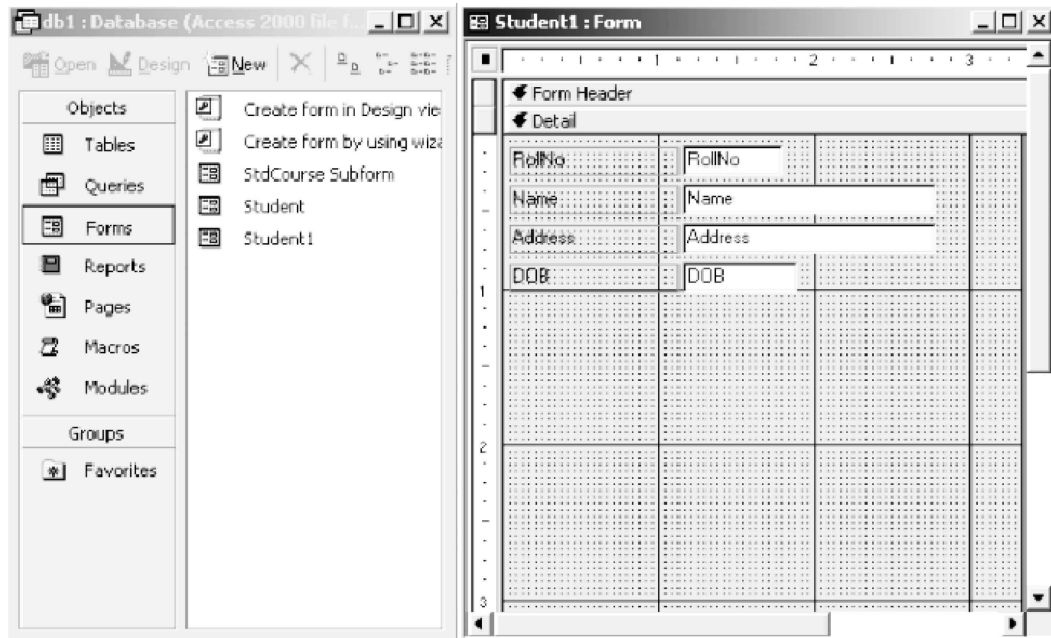 db1 : Database (Access 2000 file f...
Open Design New
Objects
Tables
Queries
Forms
Reports
Pages
Macros
Modules
Groups
Favorites
Create form in Design vie
Create form by using wiza
StdCourse Subform
Student
Student1
Student1 : Form
1 2 3
Form Header
Detail
RollNo RollNo
Name Name
Address Address
DOB DOB
1
2
3